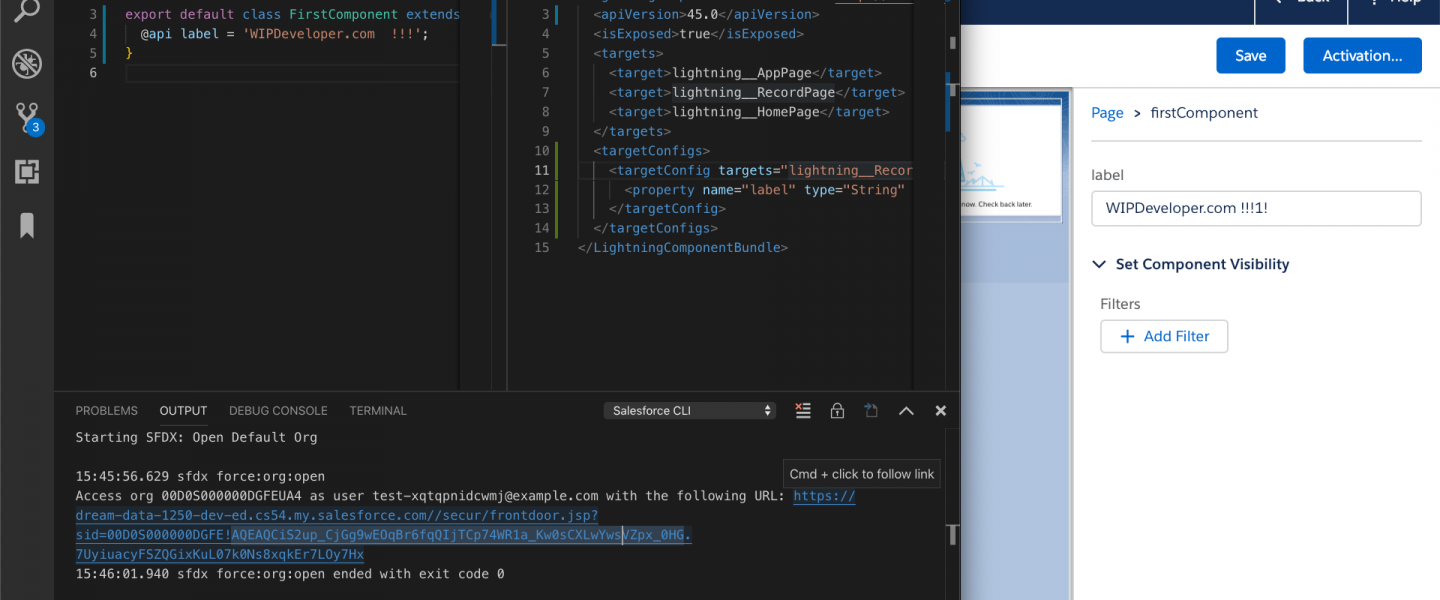 3 export default class FirstComponent extends
4 @api label = 'WIPDeveloper.com !!!';
5 }
6
3
3 <apiVersion>45.0</apiVersion>
4 <isExposed>true</isExposed>
5 <targets>
6 <target>lightning__AppPage</target>
7 <target>lightning__RecordPage</target>
8 <target>lightning__HomePage</target>
9 </targets>
10 <targetConfigs>
11 <targetConfig targets="lightning__Recor
12 <property name="label" type="String"
13 </targetConfig>
14 </targetConfigs>
15 </LightningComponentBundle>
PROBLEMS OUTPUT DEBUG CONSOLE TERMINAL Salesforce CLI
Starting SFDX: Open Default Org
15:45:56.629 sfdx force:org:open
Cmd + click to follow link
Access org 00D0S000000DGFEUA4 as user test-xqtqpnidcwmj@example.com with the following URL: https://
dream-data-1250-dev-ed.cs54.my.salesforce.com//secur/frontdoor.jsp?
sid=00D0S000000DGFE!AQEAQCiS2up_CjGg9wEOqBr6fqQIjTCp74WR1a_Kw0sCXLwYwsVZpx_0HG.
7UyiuacyFSZQGixKuL07k0Ns8xqkEr7LOy7Hx
15:46:01.940 sfdx force:org:open ended with exit code 0
Save Activation...
Page > firstComponent
label
WIPDeveloper.com !!!1!
Set Component Visibility
Filters
+ Add Filter
now. Check back later.